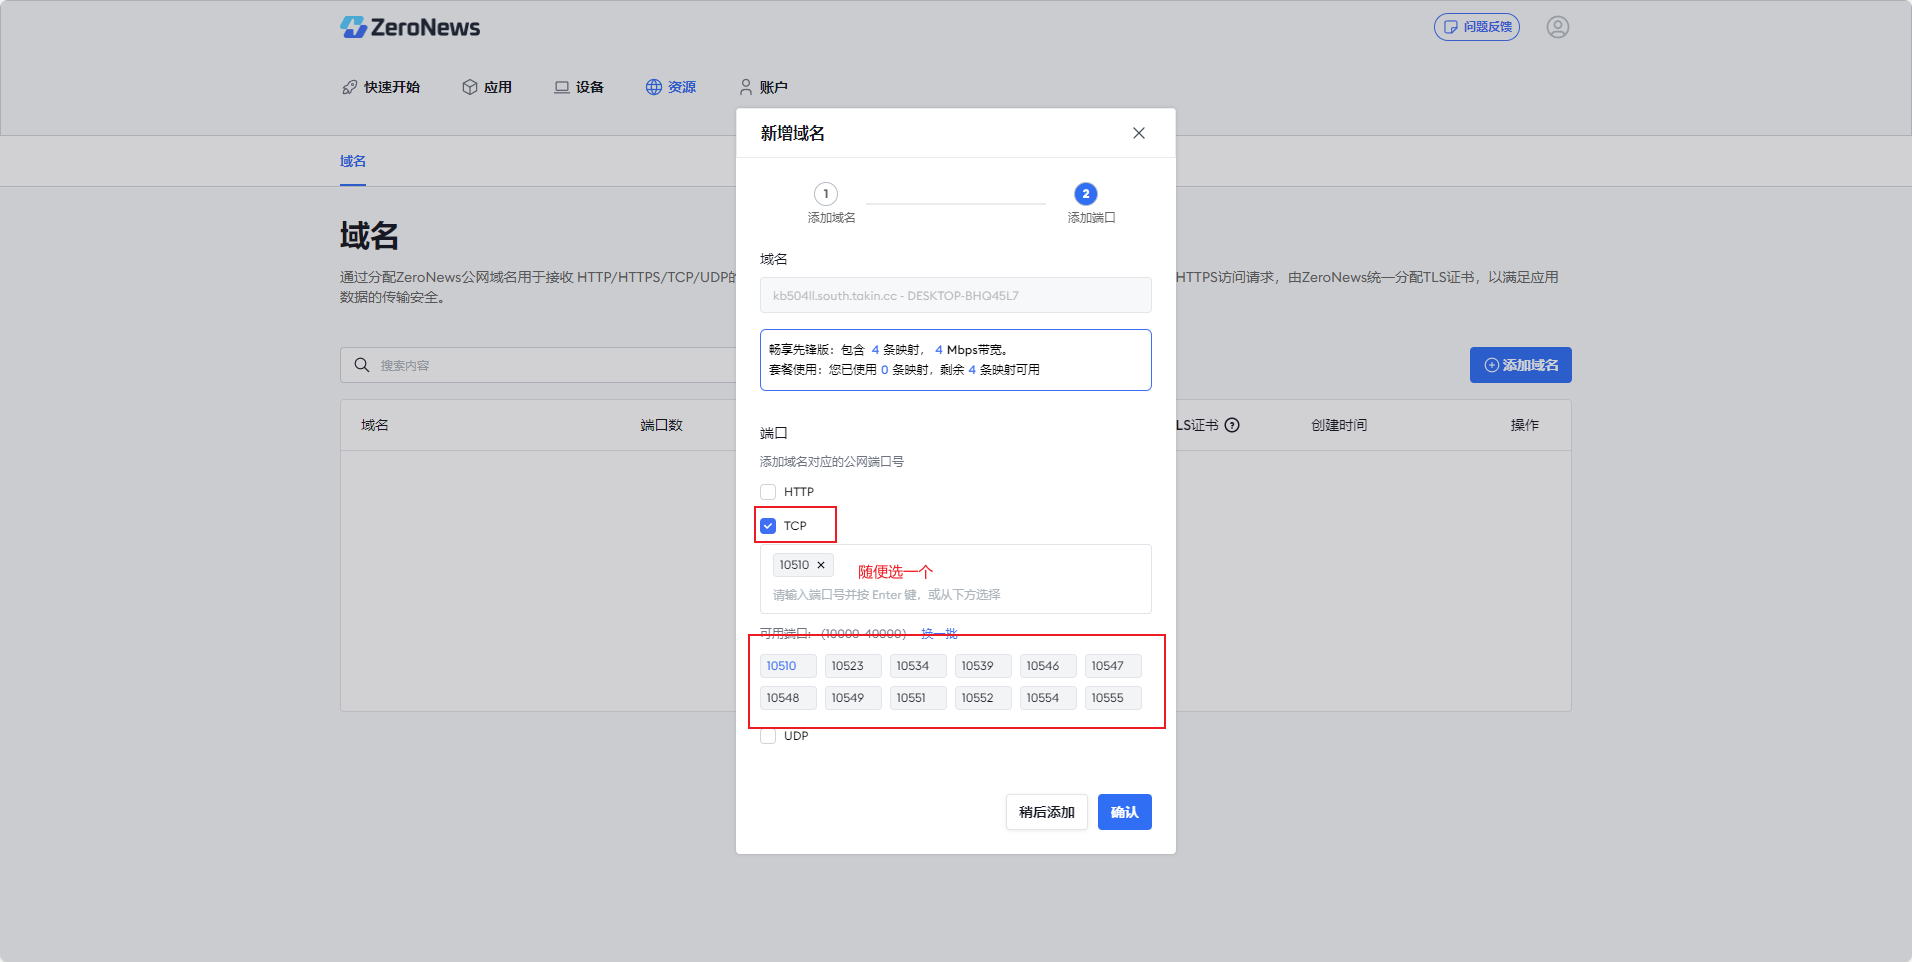 ZeroNews
问题反馈
快速开始 应用 设备 资源 账户
域名
域名
通过分配ZeroNews公网域名用于接收 HTTP/HTTPS/TCP/UDP的
HTTPS访问请求，由ZeroNews统一分配TLS证书，以满足应用
数据的传输安全。
搜索内容
添加域名
域名 端口数 LS证书 创建时间 操作
新增域名
1 2
添加域名 添加端口
域名
kb504ll.south.takin.cc - DESKTOP-BHQ45L7
畅享先锋版：包含 4 条映射， 4 Mbps带宽。
套餐使用：您已使用 0 条映射，剩余 4 条映射可用
端口
添加域名对应的公网端口号
HTTP
TCP
10510
随便选一个
请输入端口号并按 Enter 键，或从下方选择
可用端口：(10000-40000) 换一批
10510 10523 10534 10539 10546 10547
10548 10549 10551 10552 10554 10555
UDP
稍后添加 确认